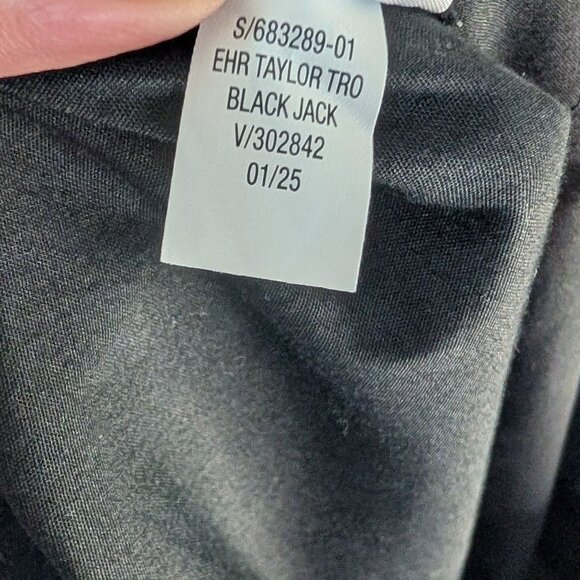 S/683289-01
EHR TAYLOR TRO
BLACK JACK
V/302842
01/25